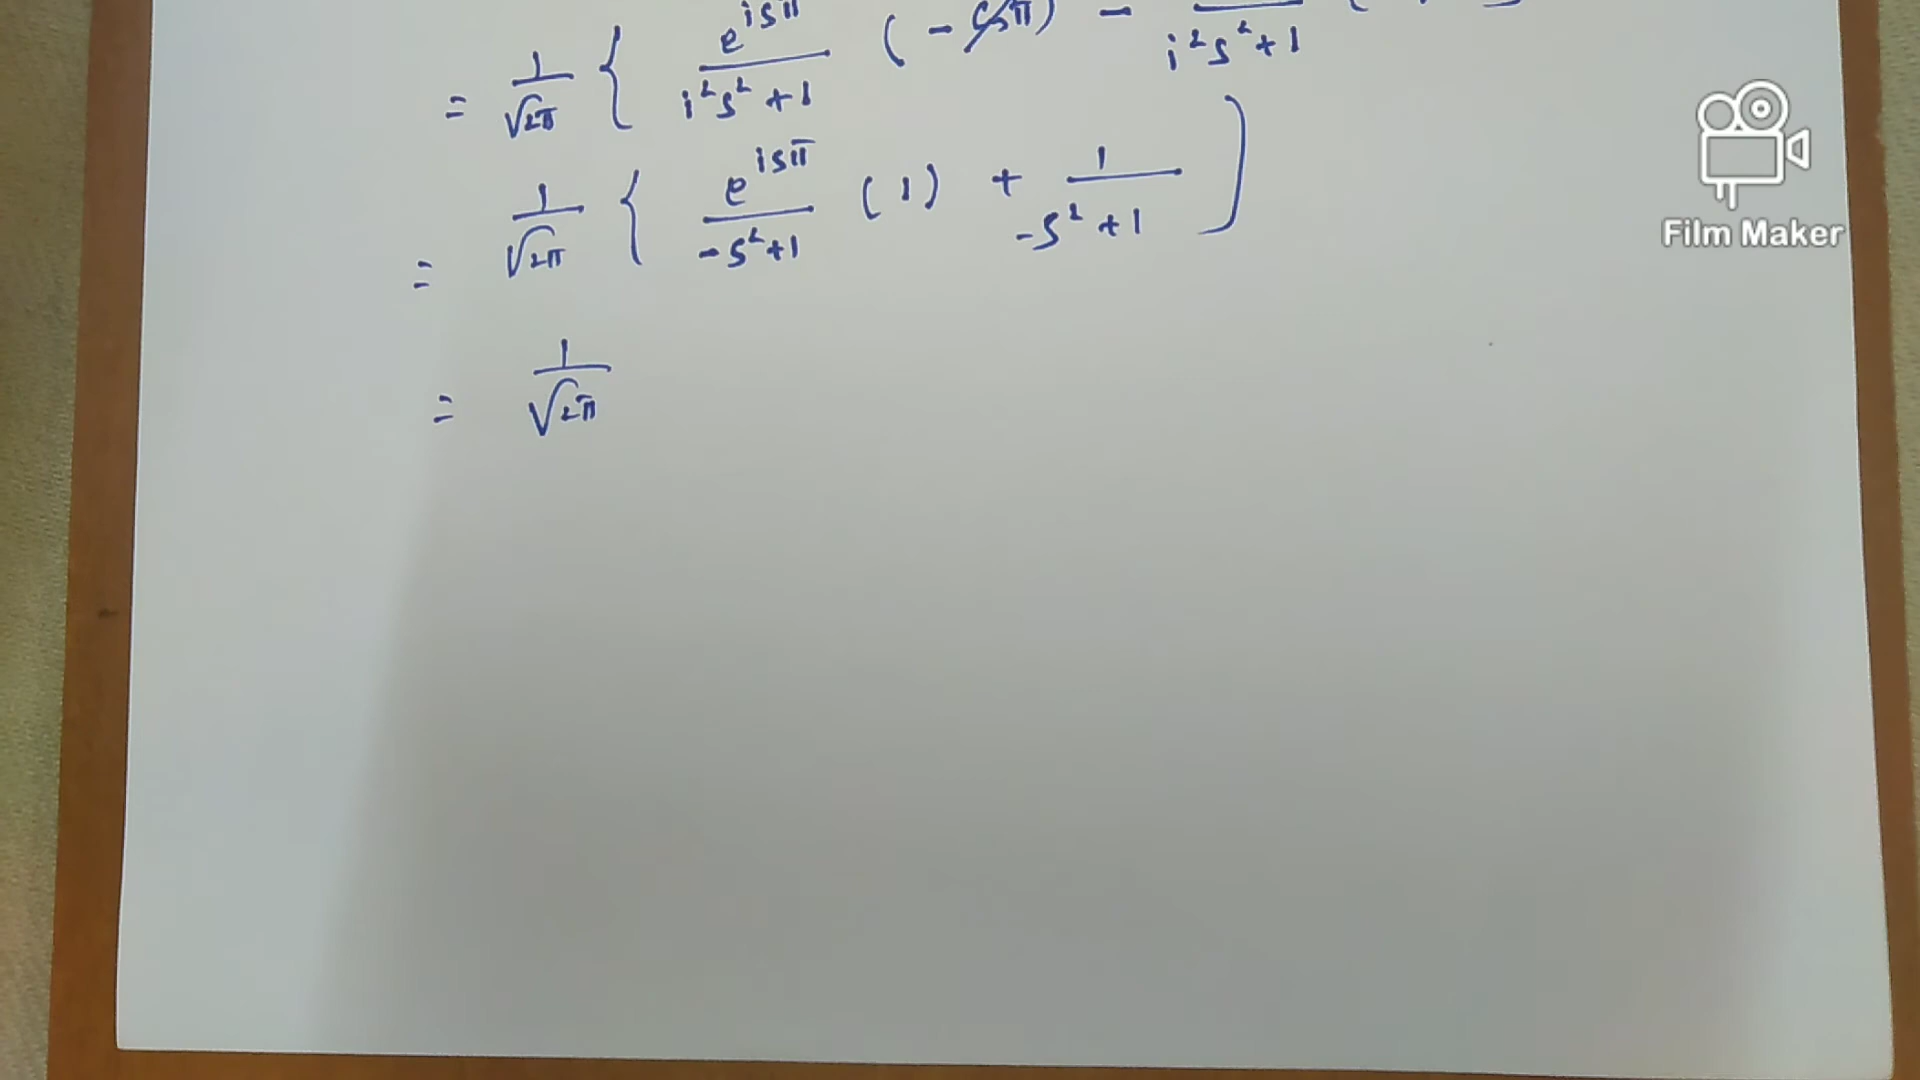 = 1/√2π { e^isπ / i²s²+1 (-cosπ) - / i²s²+1
= 1/√2π { e^isπ / -s²+1 (1) + 1 / -s²+1 }
= 1/√2π
Film Maker